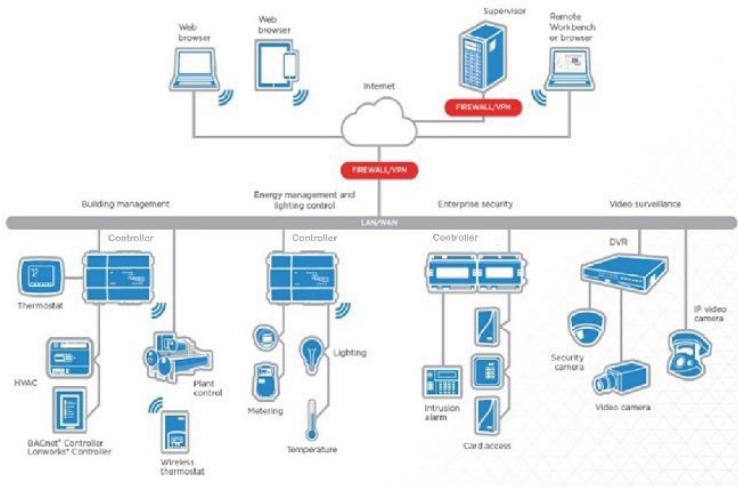 Web
browser
Web
browser
Supervisor
Remote
Workbench
or browser
Internet
FIREWALL/VPN
FIREWALL/VPN
Building management
Energy management and
lighting control
Enterprise security
Video surveillance
LAN/WAN
Controller
Controller
Controller
DVR
Thermostat
IP video
camera
Lighting
Security
camera
HVAC
Plant
control
Metering
Intrusion
alarm
Video camera
BACnet® Controller
Lonworks® Controller
Temperature
Card access
Wireless
thermostat